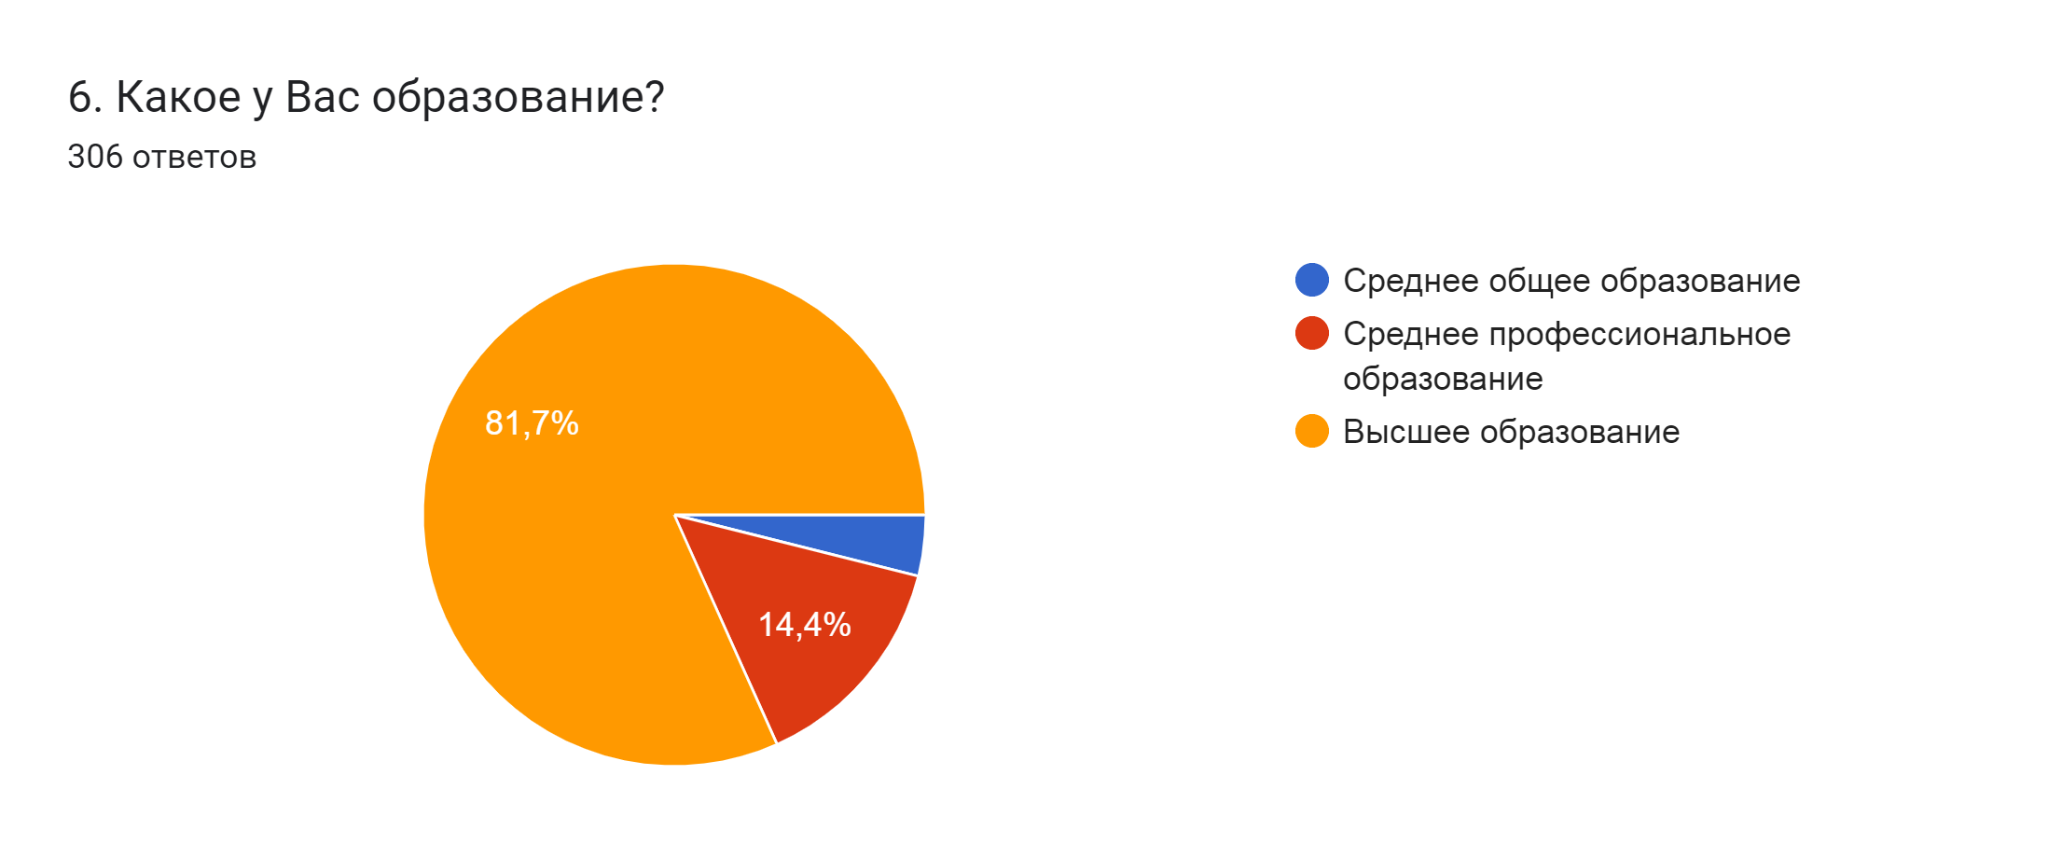 6. Какое у Вас образование?
306 ответов
Среднее общее образование
Среднее профессиональное
образование
Высшее образование
81,7%
14,4%